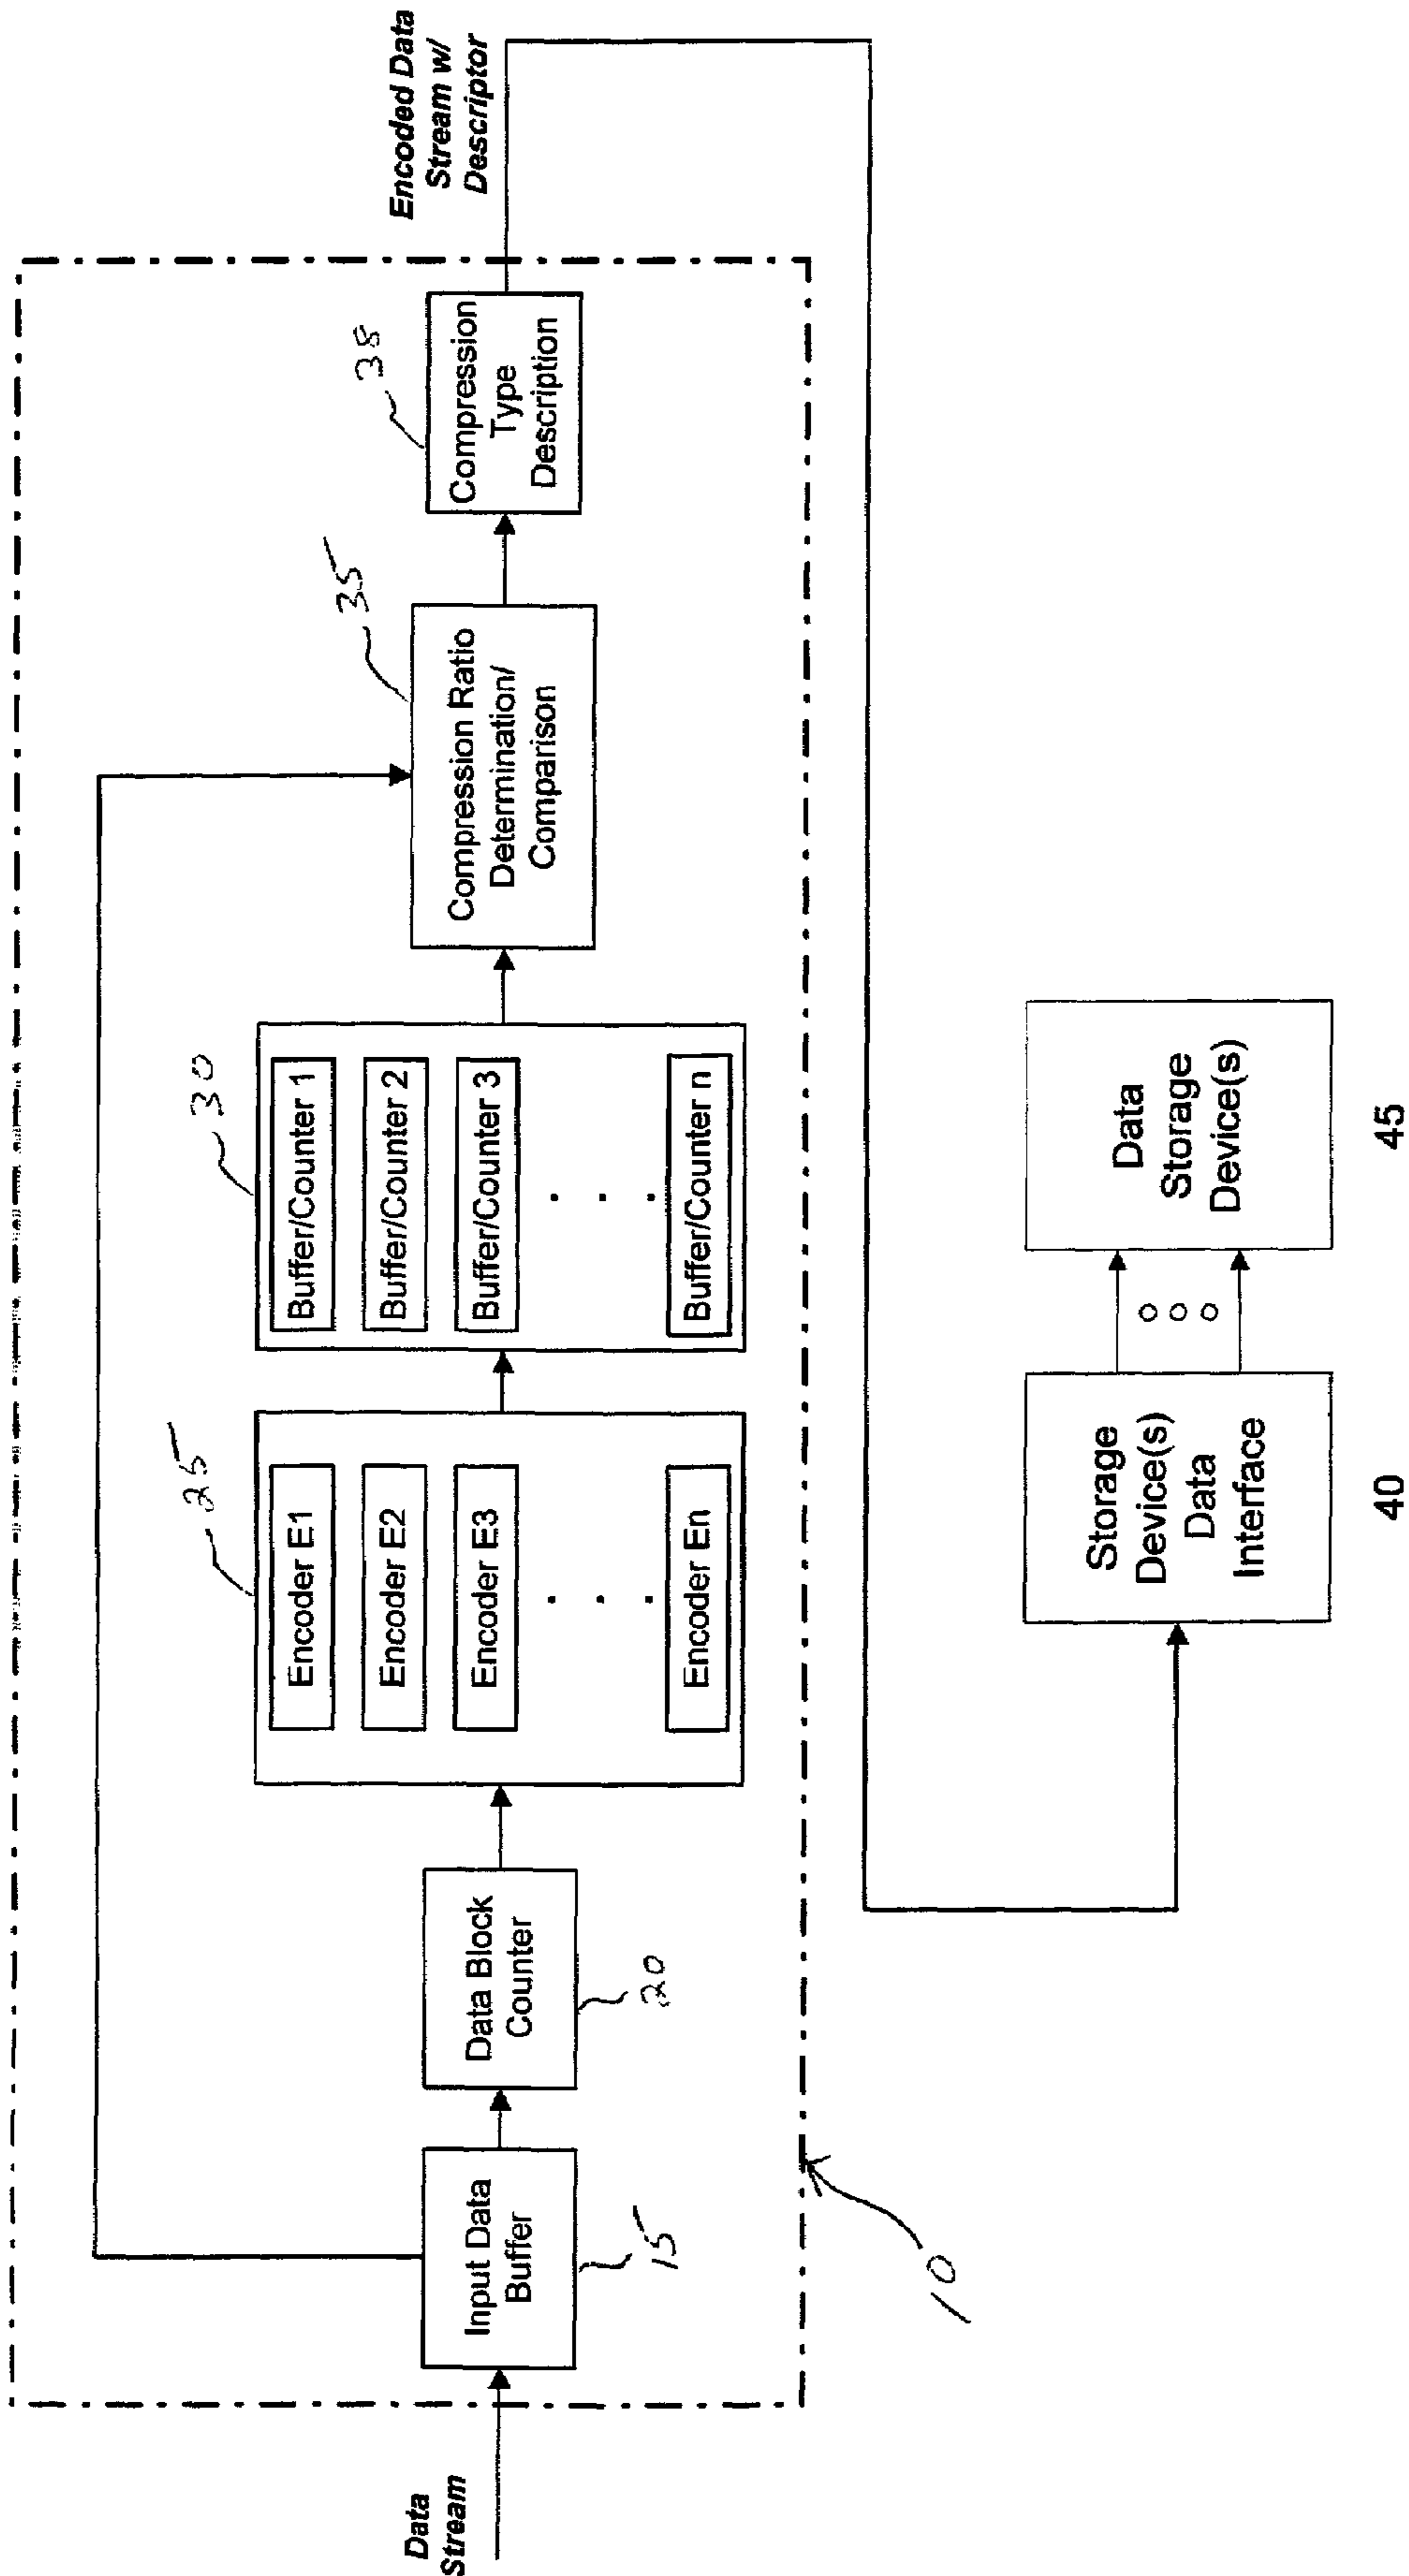 Data
Stream
Input Data
Buffer
15
Data Block
Counter
20
25
Encoder E1
Encoder E2
Encoder E3
Encoder En
30
Buffer/Counter 1
Buffer/Counter 2
Buffer/Counter 3
Buffer/Counter n
35
Compression Ratio
Determination/
Comparison
38
Compression
Type
Description
Encoded Data
Stream w/
Descriptor
10
Storage
Device(s)
Data
Interface
40
Data
Storage
Device(s)
45